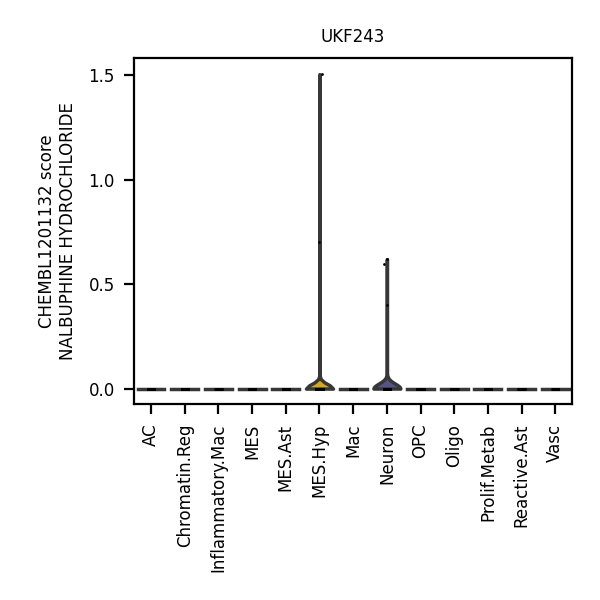 UKF243
CHEMBL1201132 score
NALBUPHINE HYDROCHLORIDE
1.5
1.0
0.5
0.0
AC
Chromatin.Reg
Inflammatory.Mac
MES
MES.Ast
MES.Hyp
Mac
Neuron
OPC
Oligo
Prolif.Metab
Reactive.Ast
Vasc